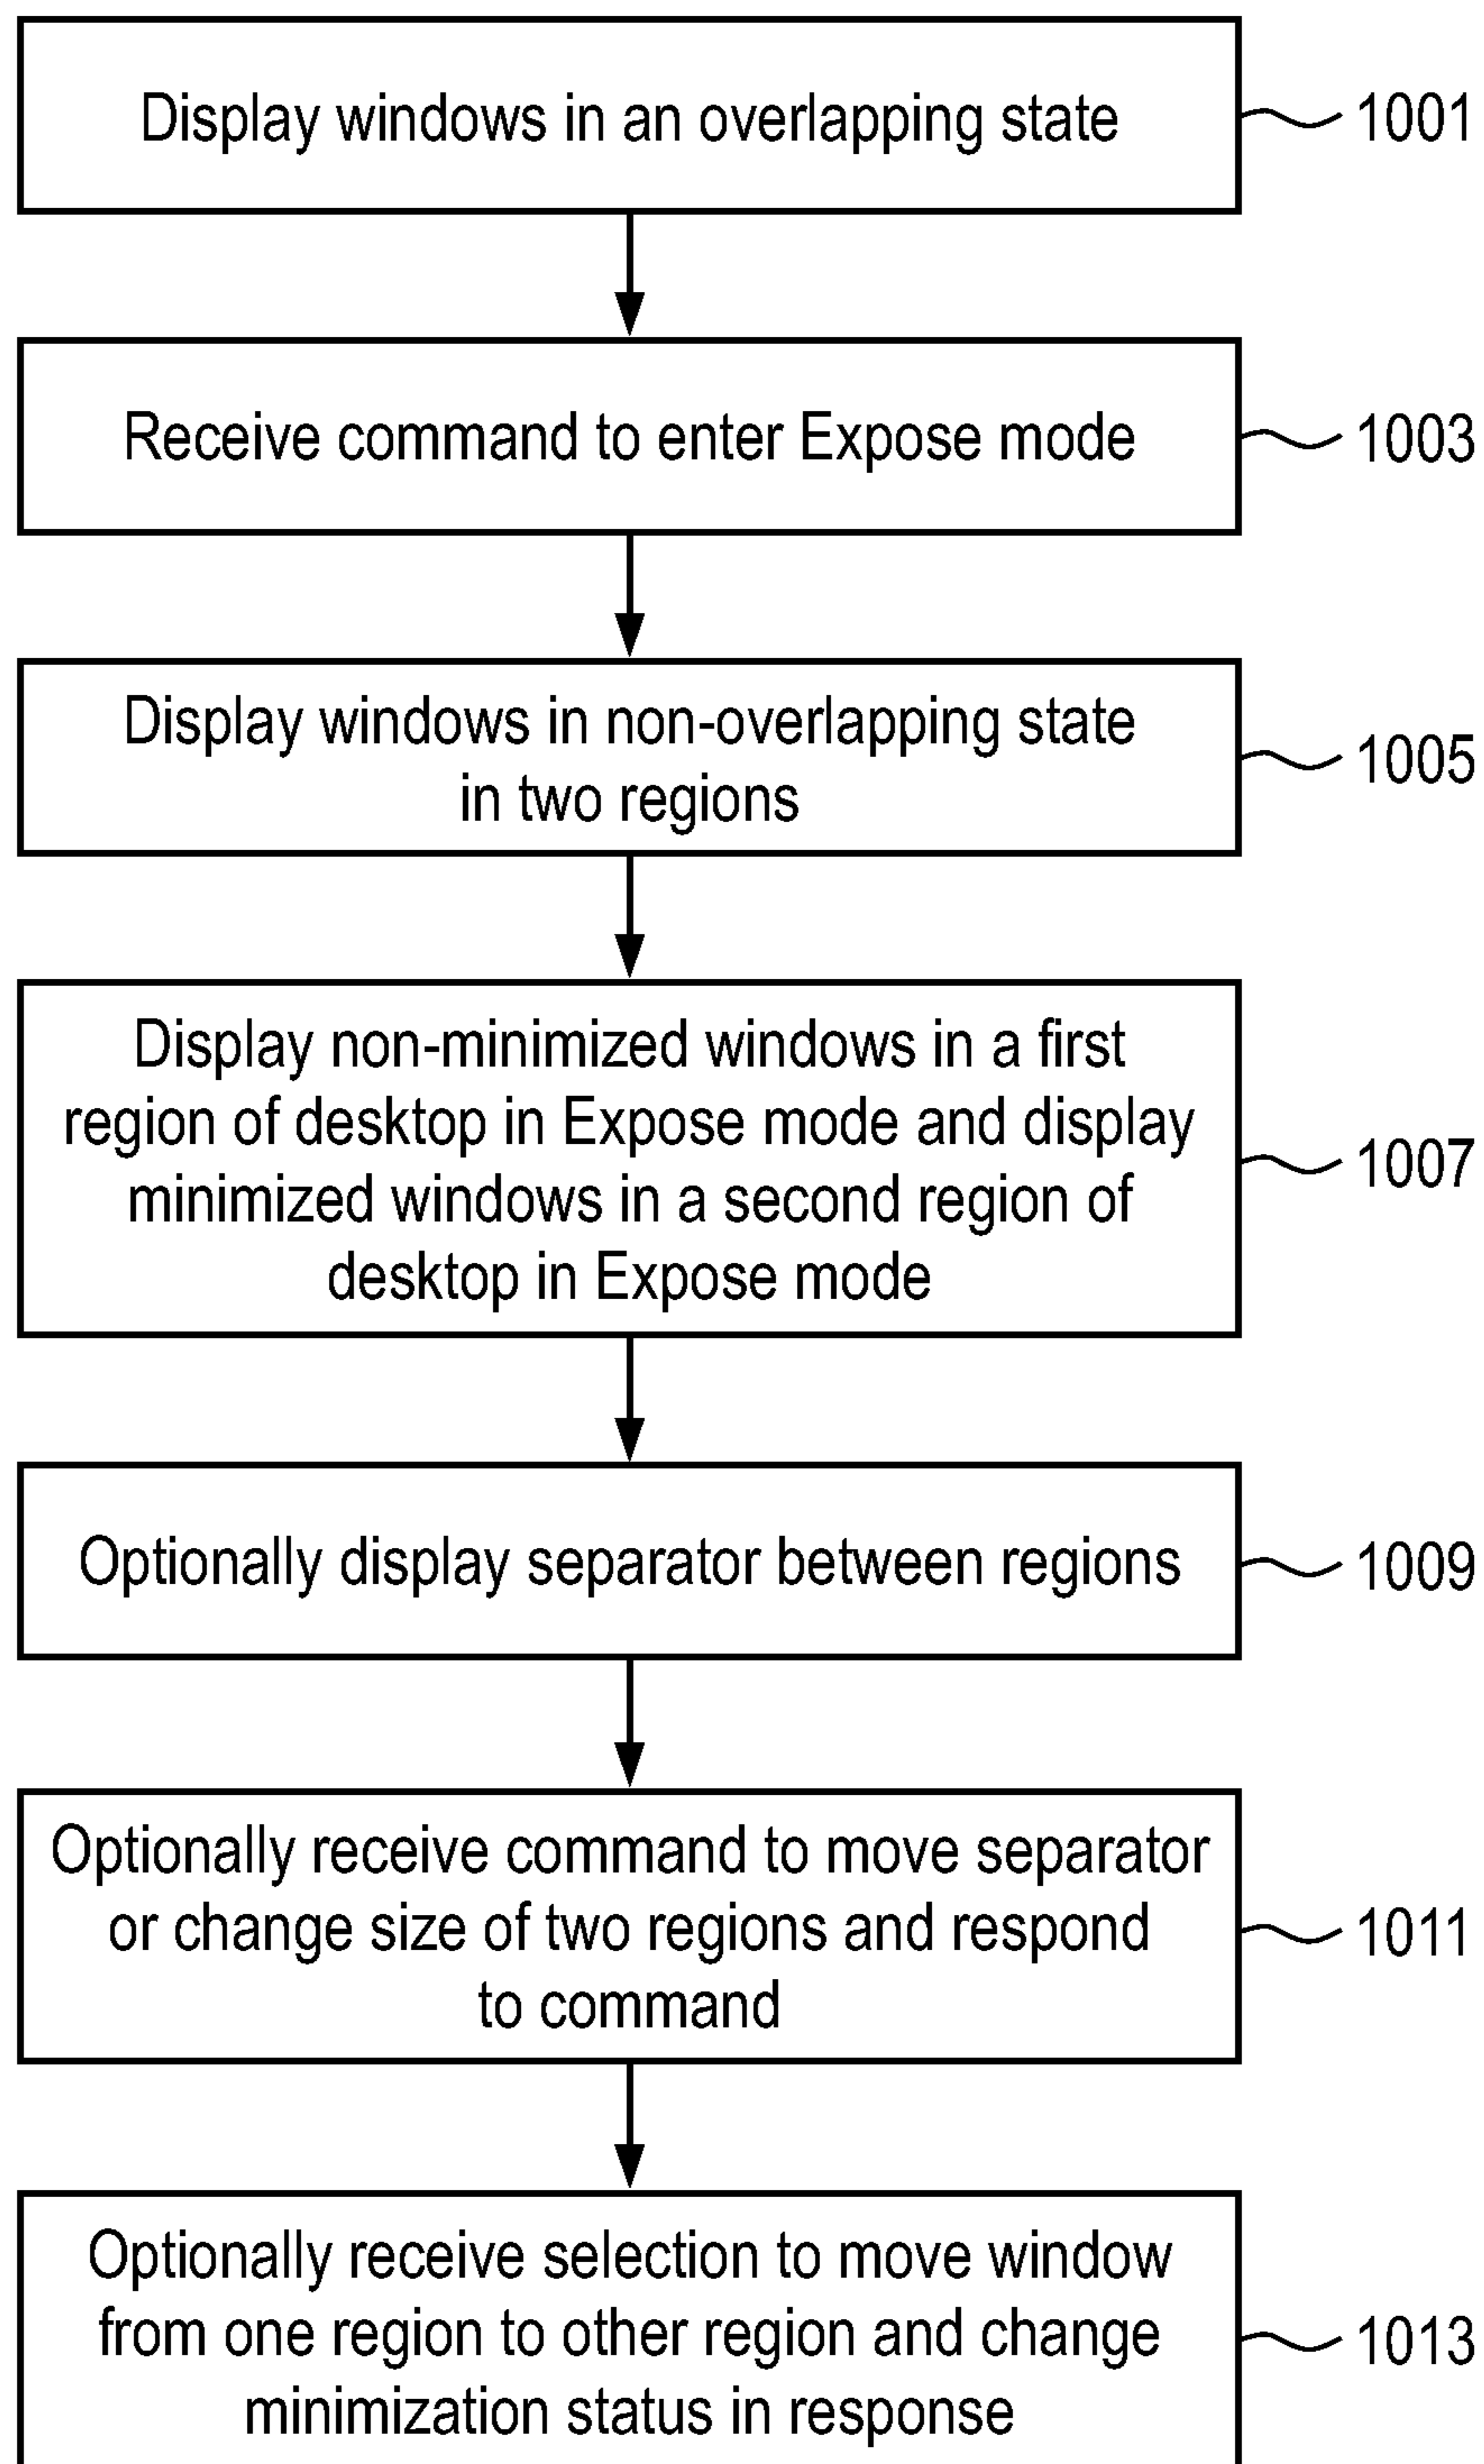 Display windows in an overlapping state
1001
Receive command to enter Expose mode
1003
Display windows in non-overlapping state
in two regions
1005
Display non-minimized windows in a first
region of desktop in Expose mode and display
minimized windows in a second region of
desktop in Expose mode
1007
Optionally display separator between regions
1009
Optionally receive command to move separator
or change size of two regions and respond
to command
1011
Optionally receive selection to move window
from one region to other region and change
minimization status in response
1013